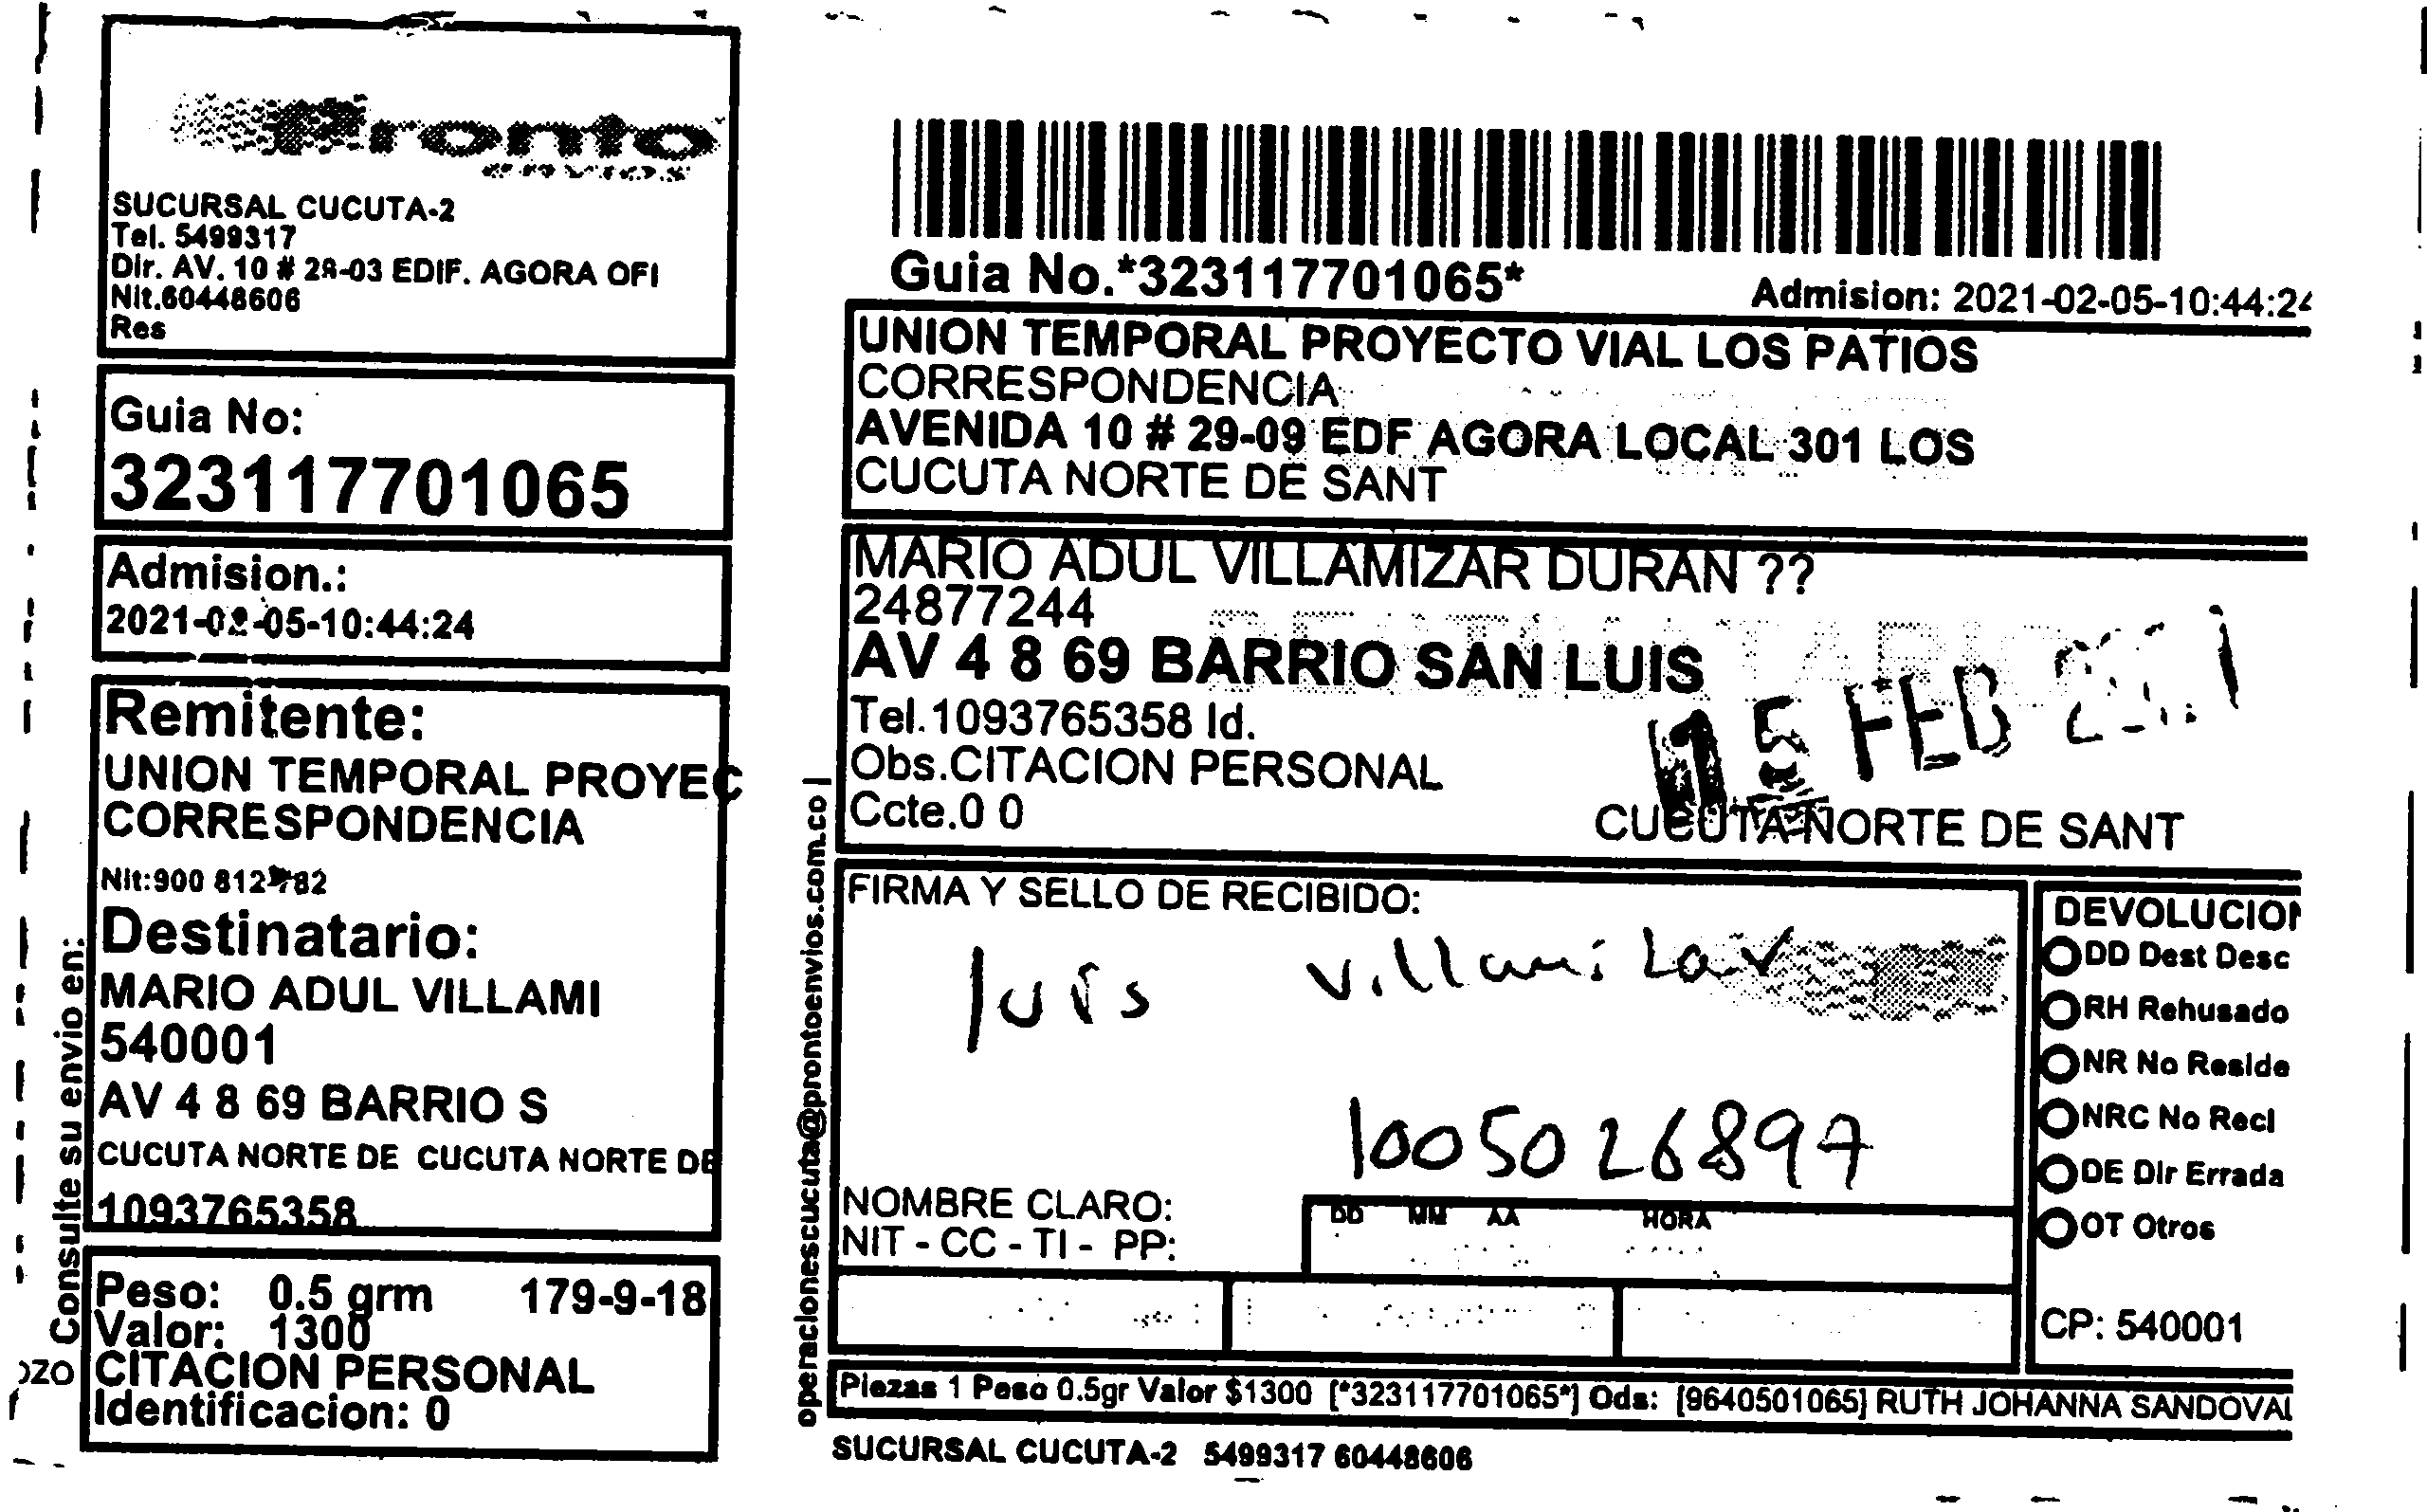 Pronto
envios
SUCURSAL CUCUTA-2
Tel. 5499317
Dir. AV. 10 # 28-03 EDIF. AGORA OFI
Nit.60448606
Res
Guia No:
323117701065
Admision.:
2021-02-05-10:44:24
Remitente:
UNION TEMPORAL PROYEC
CORRESPONDENCIA
Nit:900 812 782
Destinatario:
MARIO ADUL VILLAMI
540001
AV 4 8 69 BARRIO S
CUCUTA NORTE DE CUCUTA NORTE DE
1093765358
Peso: 0.5 grm 179-9-18
Valor: 1300
CITACION PERSONAL
Identificacion: 0
Consulte su envio en:
OZO
Guia No.*323117701065*
Admision: 2021-02-05-10:44:24
UNION TEMPORAL PROYECTO VIAL LOS PATIOS
CORRESPONDENCIA
AVENIDA 10 # 29-09 EDF AGORA LOCAL 301 LOS
CUCUTA NORTE DE SANT
MARIO ADUL VILLAMIZAR DURAN ??
24877244
AV 4 8 69 BARRIO SAN LUIS
Tel.1093765358 Id.
Obs.CITACION PERSONAL
Ccte.0 0
15 FEB 2021
CUCUTA-NORTE DE SANT
operacionescucuta@prontoenvios.com.co |
FIRMA Y SELLO DE RECIBIDO:
luis villamizar
1005026897
NOMBRE CLARO:
NIT - CC - TI - PP:
DD MM AA HORA
DEVOLUCION
DD Dest Desc
RH Rehusado
NR No Reside
NRC No Recl
DE Dir Errada
OT Otros
CP: 540001
Piezas 1 Peso 0.5gr Valor $1300 [*323117701065*] Ods: [9640501065] RUTH JOHANNA SANDOVAL
SUCURSAL CUCUTA-2 5499317 60448606